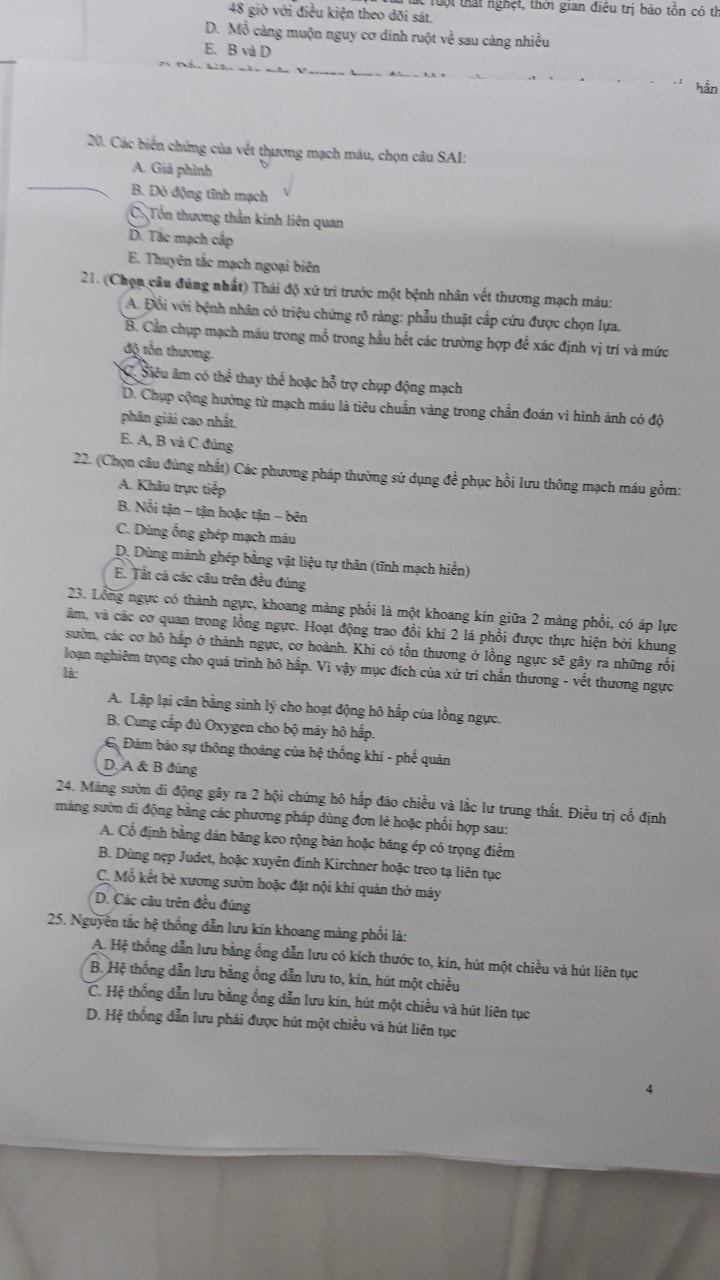 ruột thắt nghẹt, thời gian điều trị bảo tồn có th
48 giờ với điều kiện theo dõi sát.
D. Mổ càng muộn nguy cơ dính ruột về sau càng nhiều
E. B và D
hẩn
20. Các biến chứng của vết thương mạch máu, chọn câu SAI:
A. Giả phình
B. Dò động tĩnh mạch
C. Tổn thương thần kinh liên quan
D. Tắc mạch cấp
E. Thuyên tắc mạch ngoại biên
21. (Chọn câu đúng nhất) Thái độ xử trí trước một bệnh nhân vết thương mạch máu:
A. Đối với bệnh nhân có triệu chứng rõ ràng: phẫu thuật cấp cứu được chọn lựa.
B. Cần chụp mạch máu trong mổ trong hầu hết các trường hợp để xác định vị trí và mức
độ tổn thương.
C. Siêu âm có thể thay thế hoặc hỗ trợ chụp động mạch
D. Chụp cộng hưởng từ mạch máu là tiêu chuẩn vàng trong chẩn đoán vì hình ảnh có độ
phân giải cao nhất.
E. A, B và C đúng
22. (Chọn câu đúng nhất) Các phương pháp thường sử dụng để phục hồi lưu thông mạch máu gồm:
A. Khâu trực tiếp
B. Nối tận – tận hoặc tận – bên
C. Dùng ống ghép mạch máu
D. Dùng mảnh ghép bằng vật liệu tự thân (tĩnh mạch hiển)
E. Tất cả các câu trên đều đúng
23. Lồng ngực có thành ngực, khoang màng phổi là một khoang kín giữa 2 màng phổi, có áp lực
âm, và các cơ quan trong lồng ngực. Hoạt động trao đổi khí 2 lá phổi được thực hiện bởi khung
sườn, các cơ hô hấp ở thành ngực, cơ hoành. Khi có tổn thương ở lồng ngực sẽ gây ra những rối
loạn nghiêm trọng cho quá trình hô hấp. Vì vậy mục đích của xử trí chấn thương - vết thương ngực
là:
A. Lập lại cân bằng sinh lý cho hoạt động hô hấp của lồng ngực.
B. Cung cấp đủ Oxygen cho bộ máy hô hấp.
C. Đảm bảo sự thông thoáng của hệ thống khí - phế quản
D. A & B đúng
24. Mảng sườn di động gây ra 2 hội chứng hô hấp đảo chiều và lắc lư trung thất. Điều trị cố định
mảng sườn di động bằng các phương pháp dùng đơn lẻ hoặc phối hợp sau:
A. Cố định bằng dán băng keo rộng bản hoặc băng ép có trọng điểm
B. Dùng nẹp Judet, hoặc xuyên đinh Kirchner hoặc treo tạ liên tục
C. Mổ kết bè xương sườn hoặc đặt nội khí quản thở máy
D. Các câu trên đều đúng
25. Nguyên tắc hệ thống dẫn lưu kín khoang màng phổi là:
A. Hệ thống dẫn lưu bằng ống dẫn lưu có kích thước to, kín, hút một chiều và hút liên tục
B. Hệ thống dẫn lưu bằng ống dẫn lưu to, kín, hút một chiều
C. Hệ thống dẫn lưu bằng ống dẫn lưu kín, hút một chiều và hút liên tục
D. Hệ thống dẫn lưu phải được hút một chiều và hút liên tục
4